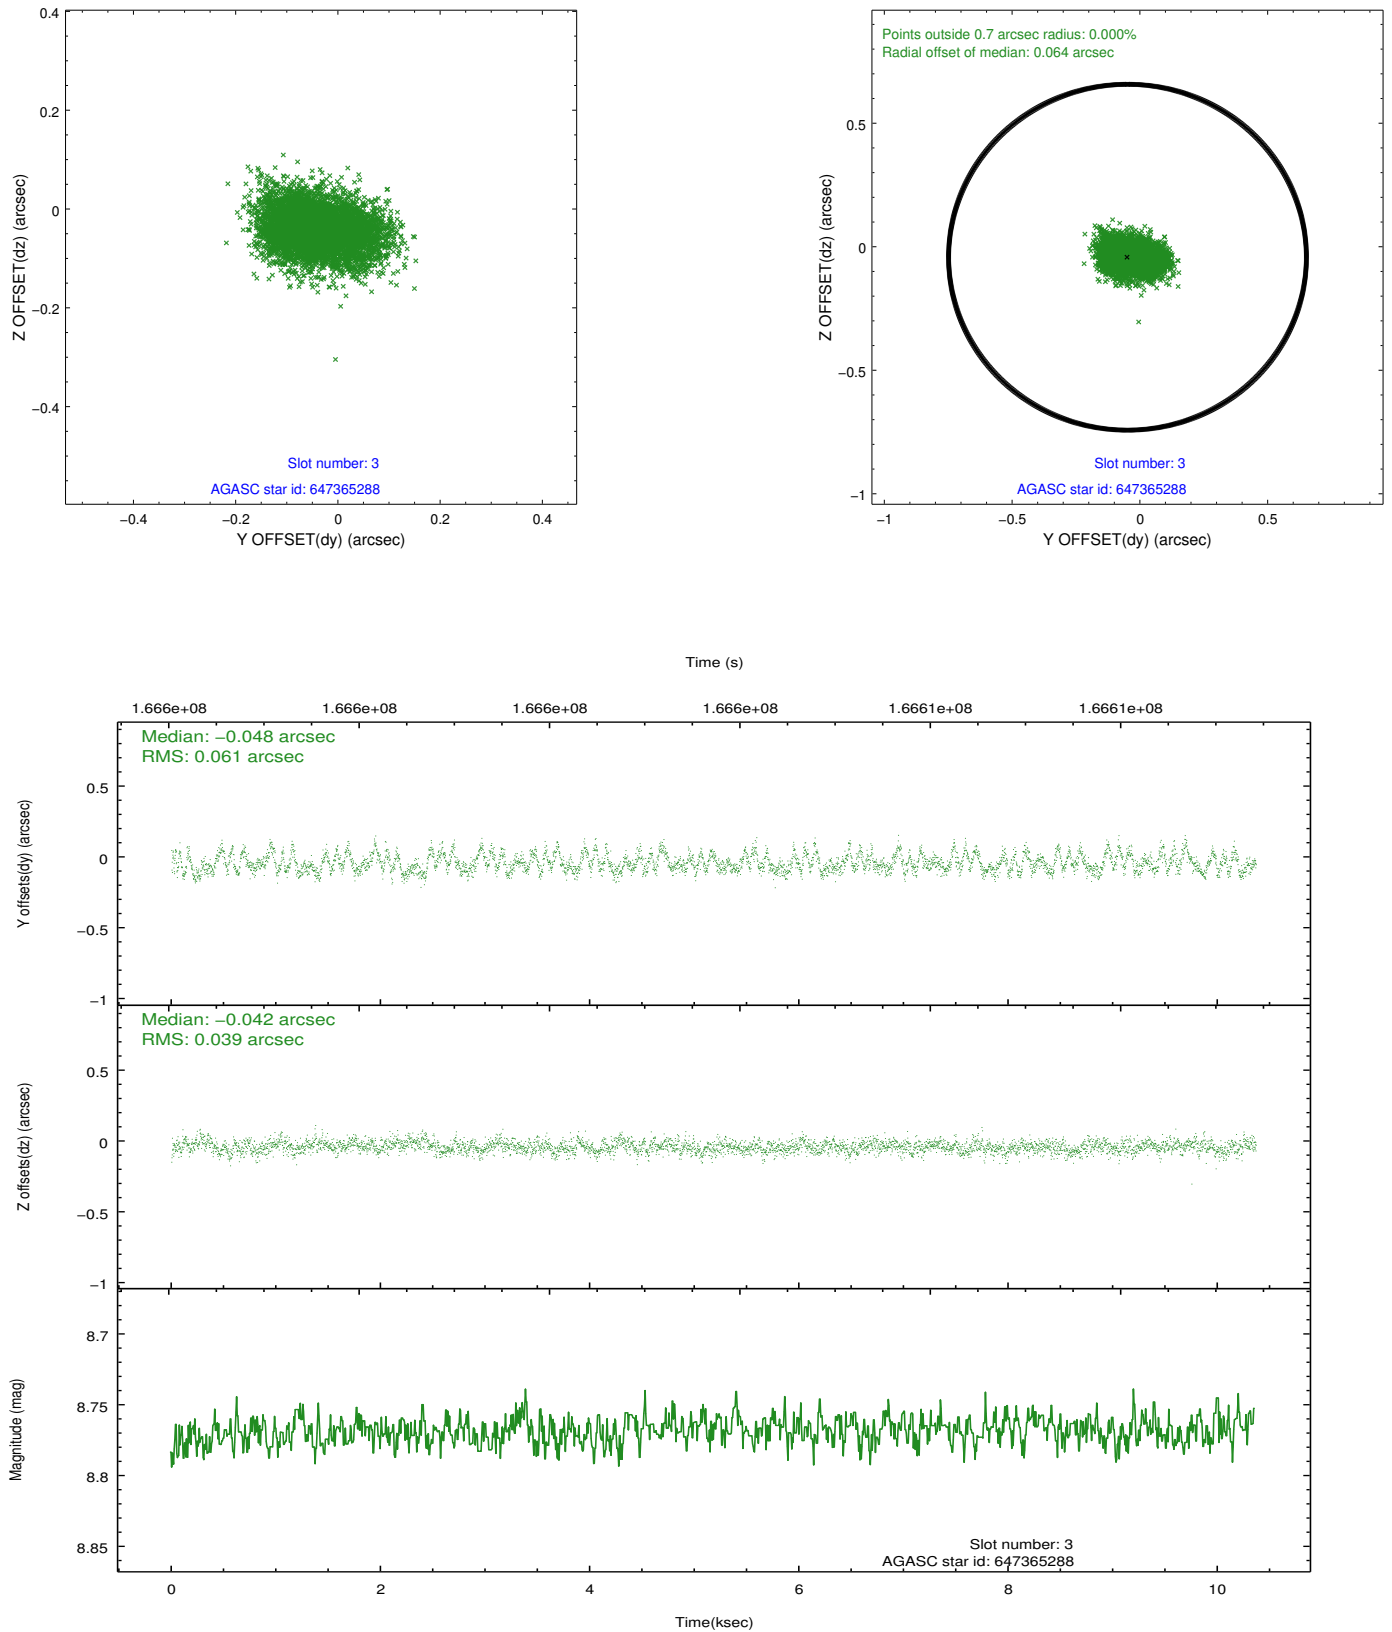 0.4
0.2
0
−0.2
−0.4
Z OFFSET(dz) (arcsec)
Slot number: 3
AGASC star id: 647365288
−0.4 −0.2 0 0.2 0.4
Y OFFSET(dy) (arcsec)
Points outside 0.7 arcsec radius: 0.000%
Radial offset of median: 0.064 arcsec
0.5
0
−0.5
−1
Z OFFSET(dz) (arcsec)
Slot number: 3
AGASC star id: 647365288
−1 −0.5 0 0.5
Y OFFSET(dy) (arcsec)
Time (s)
1.666e+08 1.666e+08 1.666e+08 1.666e+08 1.6661e+08 1.6661e+08
Median: −0.048 arcsec
RMS: 0.061 arcsec
0.5
0
−0.5
−1
Y offsets(dy) (arcsec)
Median: −0.042 arcsec
RMS: 0.039 arcsec
0.5
0
−0.5
−1
Z offsets(dz) (arcsec)
8.7
8.75
8.8
8.85
Magnitude (mag)
Slot number: 3
AGASC star id: 647365288
0 2 4 6 8 10
Time(ksec)